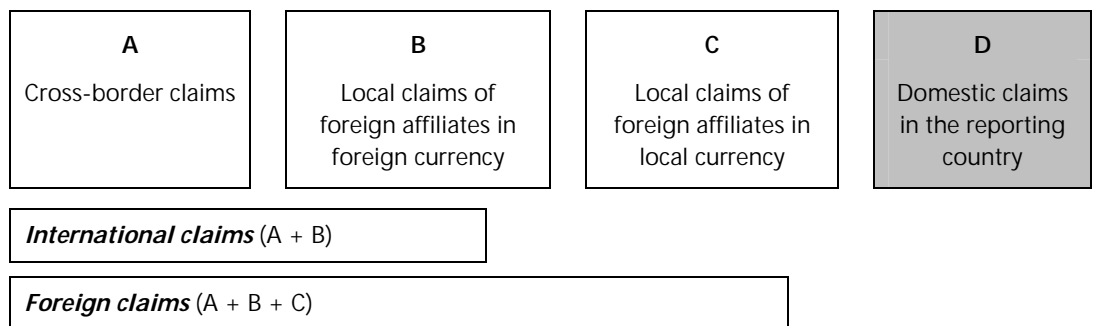 A
Cross-border claims
B
Local claims of
foreign affiliates in
foreign currency
C
Local claims of
foreign affiliates in
local currency
D
Domestic claims
in the reporting
country
International claims (A + B)
Foreign claims (A + B + C)